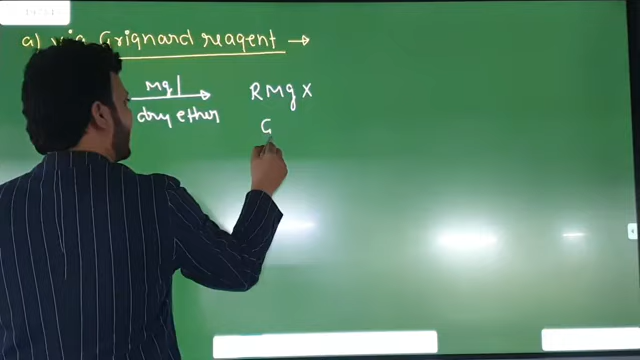 a) via Grignard reagent →
Mg | RMgX
dry ether
G